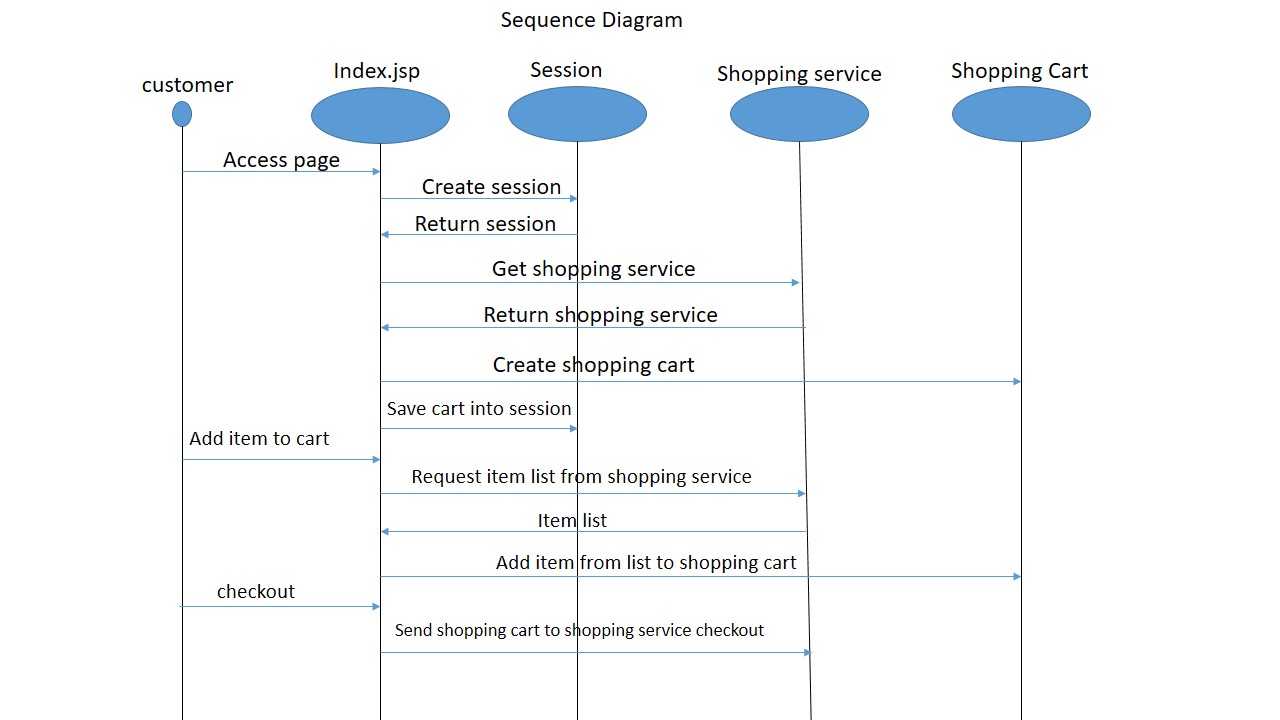 Sequence Diagram
customer
Index.jsp
Session
Shopping service
Shopping Cart
Access page
Create session
Return session
Get shopping service
Return shopping service
Create shopping cart
Save cart into session
Add item to cart
Request item list from shopping service
Item list
Add item from list to shopping cart
checkout
Send shopping cart to shopping service checkout